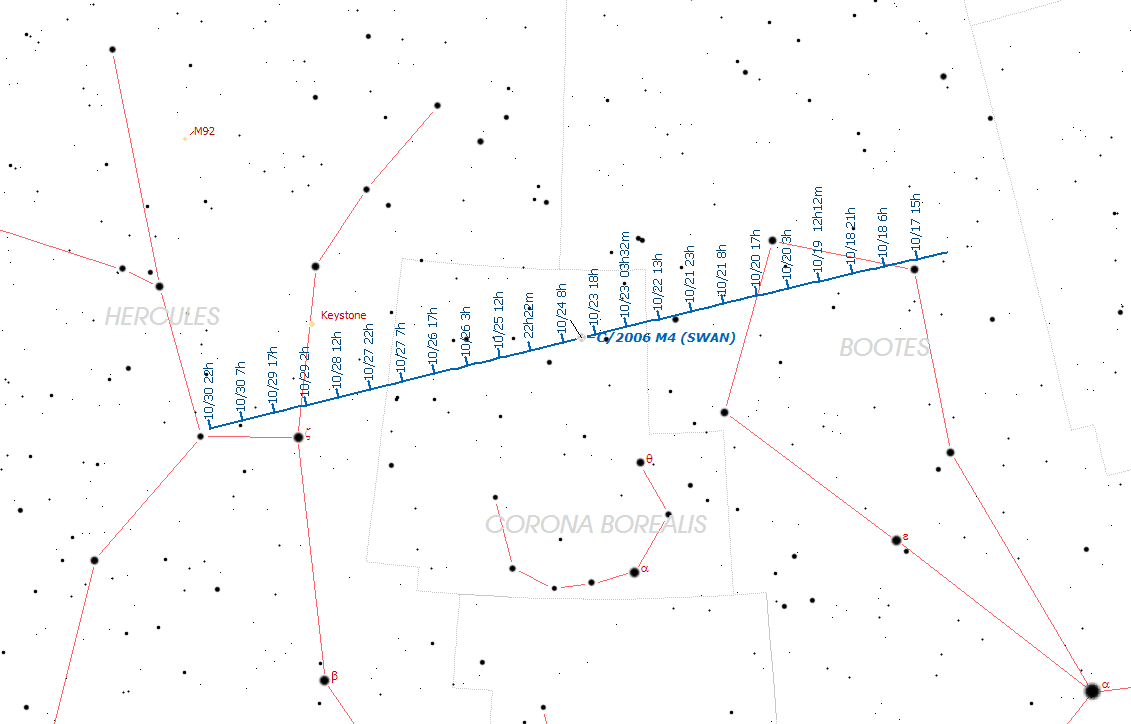 M92
HERCULES
Keystone
10/30 22h
10/30 7h
10/29 17h
10/29 2h
10/28 12h
10/27 22h
10/27 7h
10/26 17h
10/26 3h
10/25 12h
22h22m
10/24 8h
10/23 18h
10/23 03h32m
10/22 13h
10/21 23h
10/21 8h
10/20 17h
10/20 3h
10/19 12h12m
10/18 21h
10/18 6h
10/17 15h
C/2006 M4 (SWAN)
BOOTES
ζ
θ
CORONA BOREALIS
ε
α
β
α